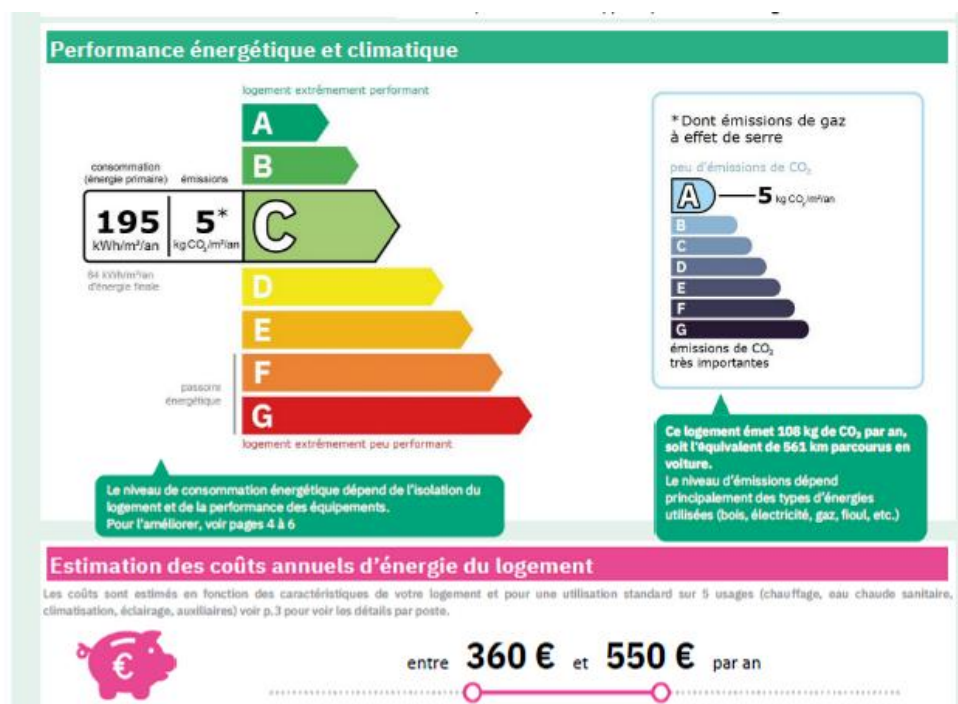 Performance énergétique et climatique
logement extrêmement performant
A
B
consommation
(énergie primaire)
émissions
195
kWh/m²/an
5*
kg CO₂/m²/an
C
84 kWh/m²/an
d'énergie finale
D
E
F
G
passoire
énergétique
logement extrêmement peu performant
Le niveau de consommation énergétique dépend de l'isolation du
logement et de la performance des équipements.
Pour l'améliorer, voir pages 4 à 6
*Dont émissions de gaz
à effet de serre
peu d'émissions de CO₂
A
5 kg CO₂/m²/an
B
C
D
E
F
G
émissions de CO₂
très importantes
Ce logement émet 108 kg de CO₂ par an,
soit l'équivalent de 561 km parcourus en
voiture.
Le niveau d'émissions dépend
principalement des types d'énergies
utilisées (bois, électricité, gaz, fioul, etc.)
Estimation des coûts annuels d'énergie du logement
Les coûts sont estimés en fonction des caractéristiques de votre logement et pour une utilisation standard sur 5 usages (chauffage, eau chaude sanitaire,
climatisation, éclairage, auxiliaires) voir p.3 pour voir les détails par poste.
€
entre 360 € et 550 € par an